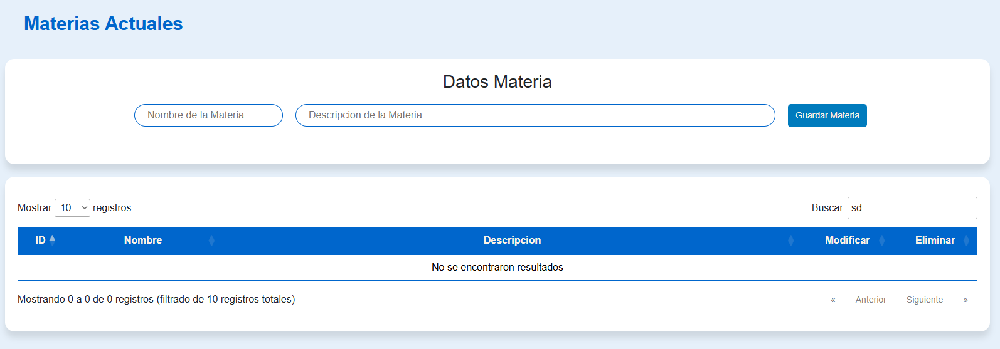 Materias Actuales
Datos Materia
Nombre de la Materia Descripcion de la Materia Guardar Materia
Mostrar 10 registros Buscar: sd
ID Nombre Descripcion Modificar Eliminar
No se encontraron resultados
Mostrando 0 a 0 de 0 registros (filtrado de 10 registros totales) « Anterior Siguiente »